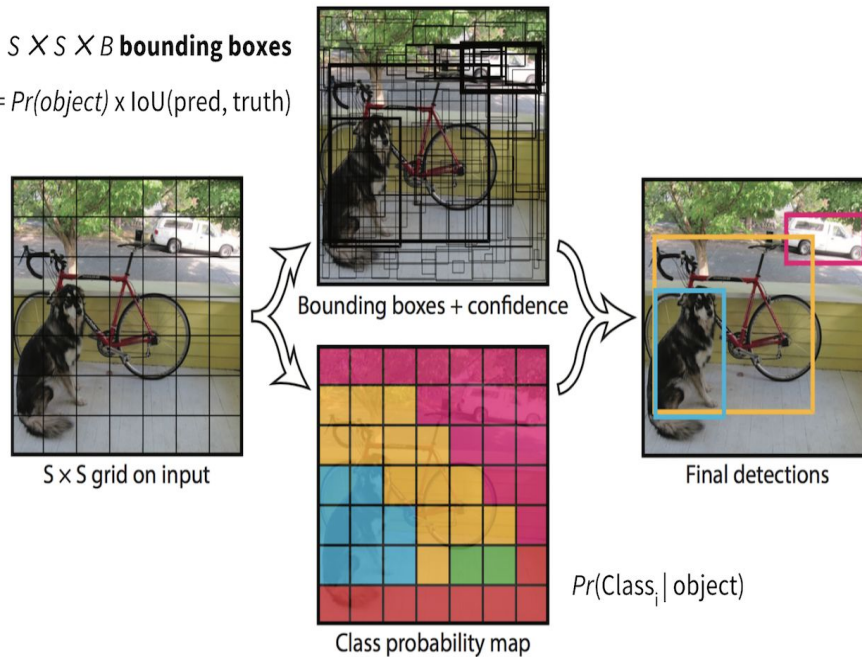 S × S × B bounding boxes
= Pr(object) x IoU(pred, truth)
Bounding boxes + confidence
S × S grid on input
Final detections
Pr(Class_i | object)
Class probability map